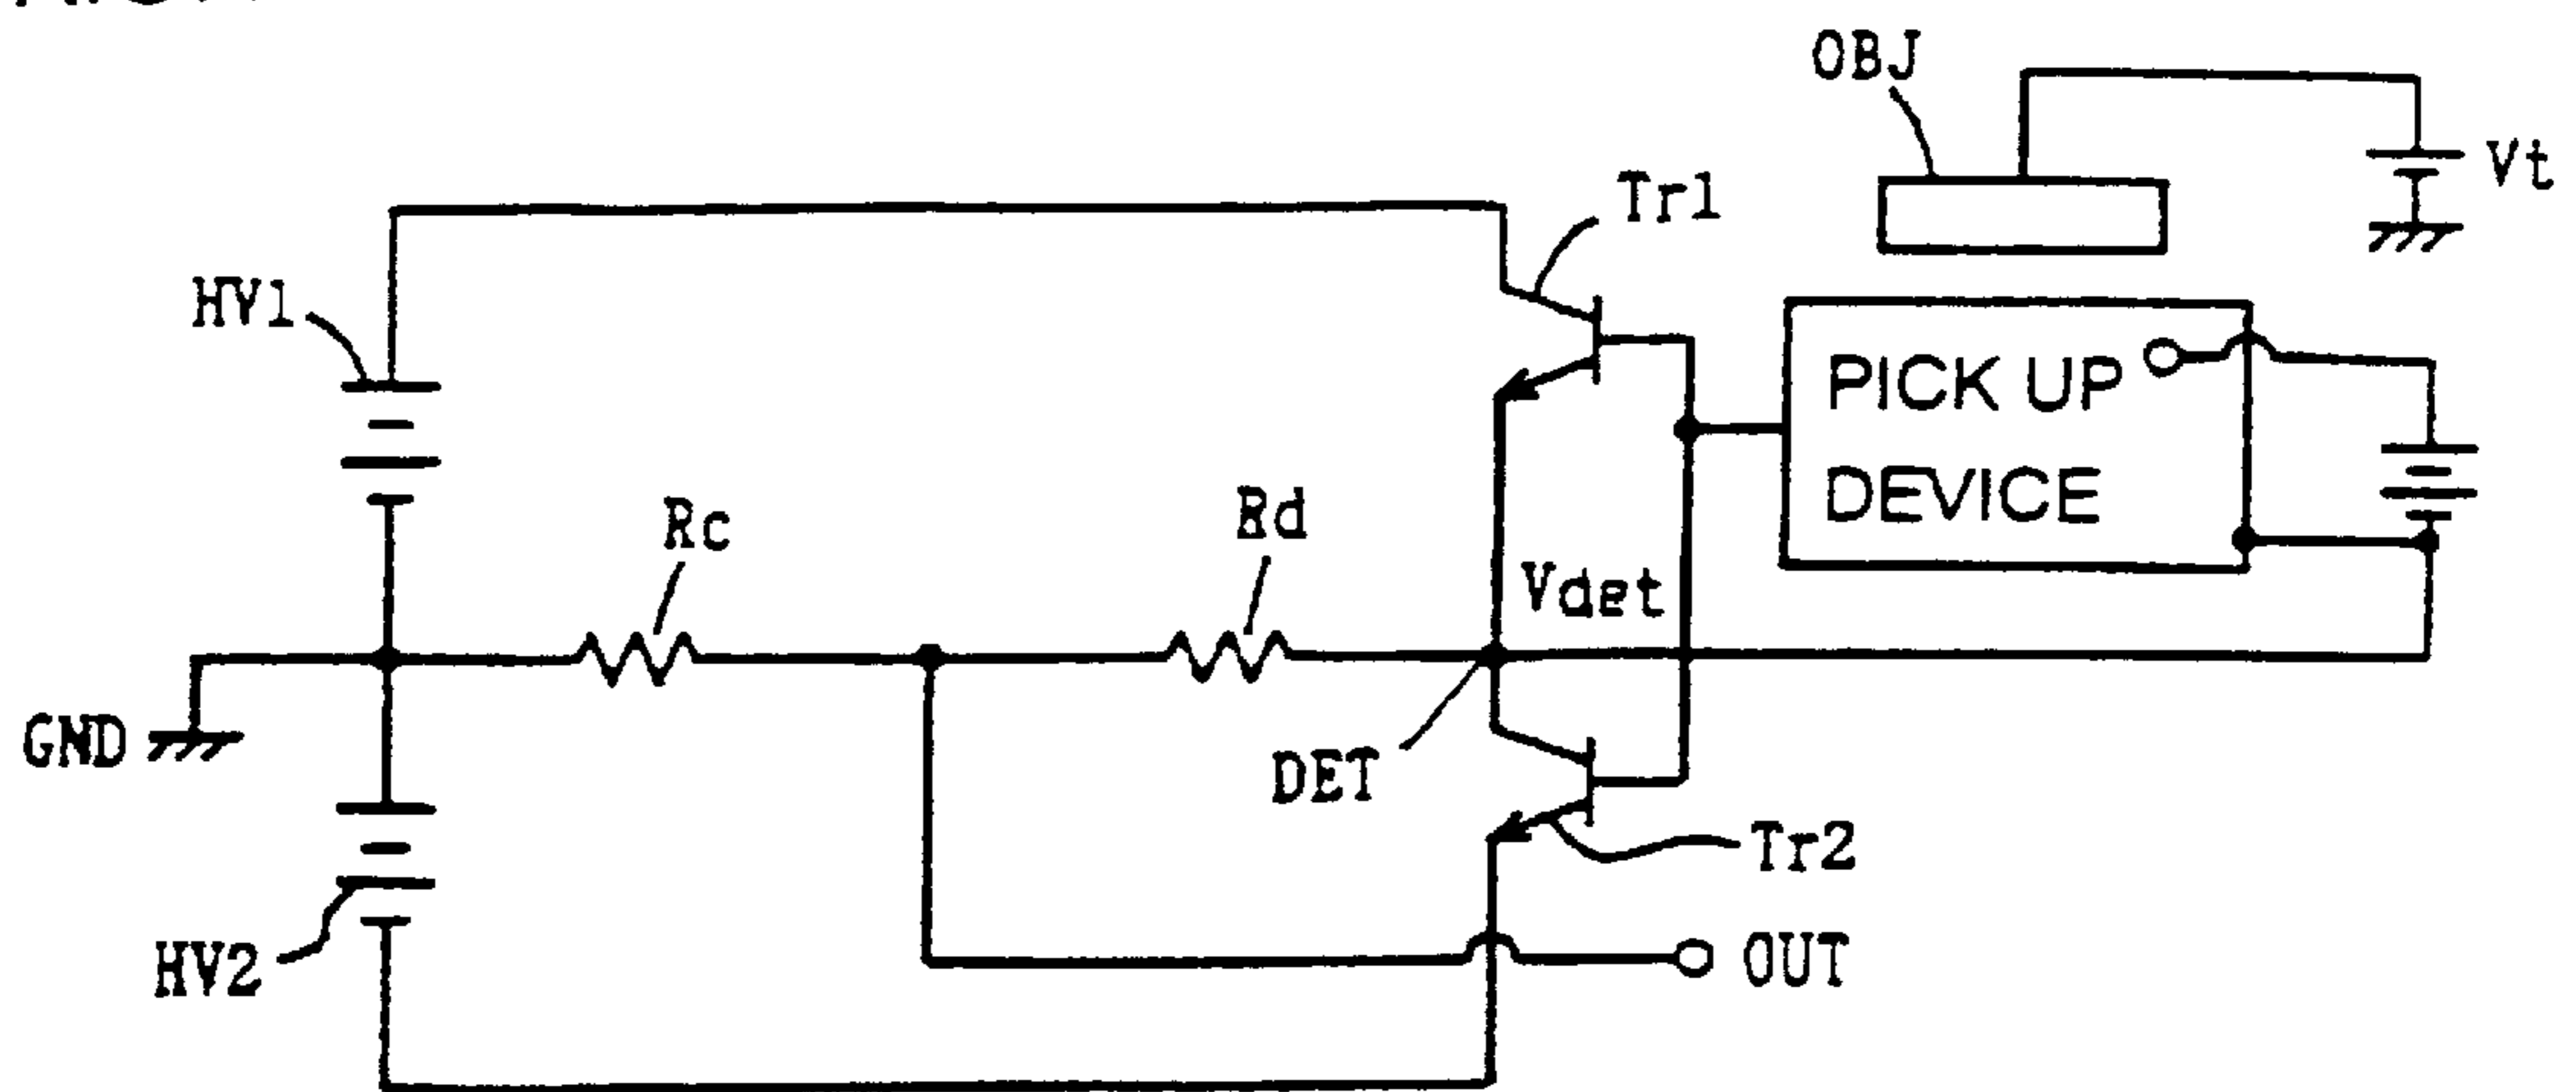 OBJ
Vt
Tr1
HV1
PICK UP
DEVICE
Rc
Rd
Vdet
GND
DET
Tr2
HV2
OUT